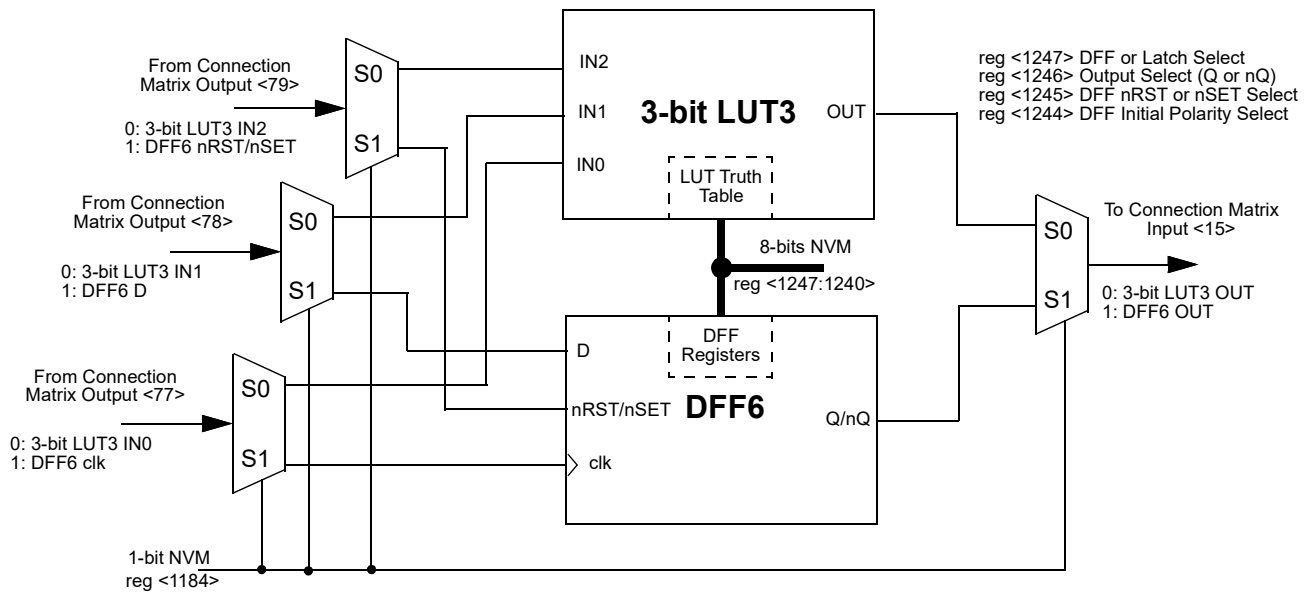 From Connection
Matrix Output <79>
0: 3-bit LUT3 IN2
1: DFF6 nRST/nSET
S0
S1
From Connection
Matrix Output <78>
0: 3-bit LUT3 IN1
1: DFF6 D
S0
S1
From Connection
Matrix Output <77>
0: 3-bit LUT3 IN0
1: DFF6 clk
S0
S1
1-bit NVM
reg <1184>
IN2
IN1
IN0
3-bit LUT3
OUT
LUT Truth
Table
8-bits NVM
reg <1247:1240>
DFF
Registers
D
nRST/nSET
DFF6
clk
Q/nQ
reg <1247> DFF or Latch Select
reg <1246> Output Select (Q or nQ)
reg <1245> DFF nRST or nSET Select
reg <1244> DFF Initial Polarity Select
S0
S1
To Connection Matrix
Input <15>
0: 3-bit LUT3 OUT
1: DFF6 OUT